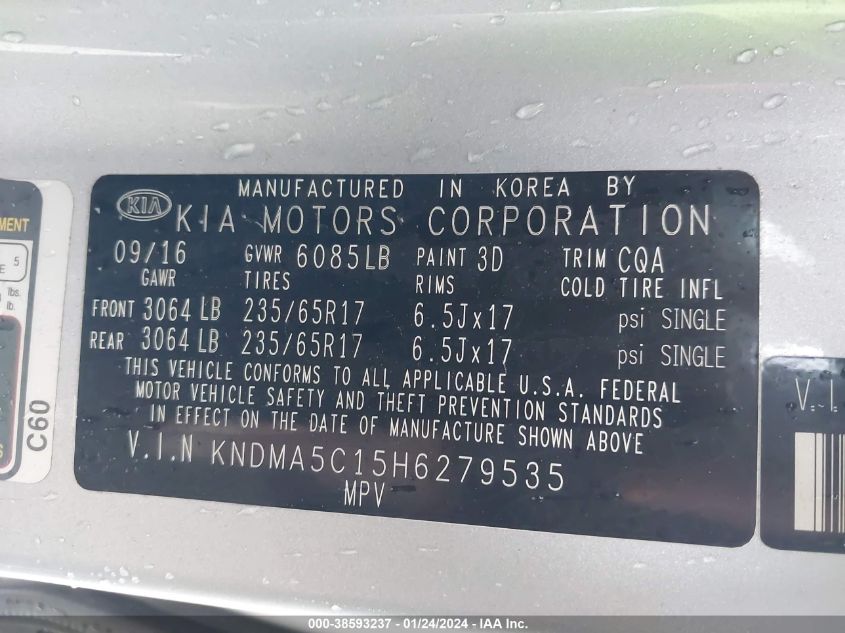 MANUFACTURED IN KOREA BY
KIA KIA MOTORS CORPORATION
09/16 GVWR 6085LB PAINT 3D TRIM CQA
GAWR TIRES RIMS COLD TIRE INFL
FRONT 3064 LB 235/65R17 6.5Jx17 psi SINGLE
REAR 3064 LB 235/65R17 6.5Jx17 psi SINGLE
THIS VEHICLE CONFORMS TO ALL APPLICABLE U.S.A. FEDERAL
MOTOR VEHICLE SAFETY AND THEFT PREVENTION STANDARDS
IN EFFECT ON THE DATE OF MANUFACTURE SHOWN ABOVE
V.I.N KNDMA5C15H6279535
MPV
MENT
5
E
lbs.
lb.
S
C60
V.I.
000-38593237 - 01/24/2024 - IAA Inc.